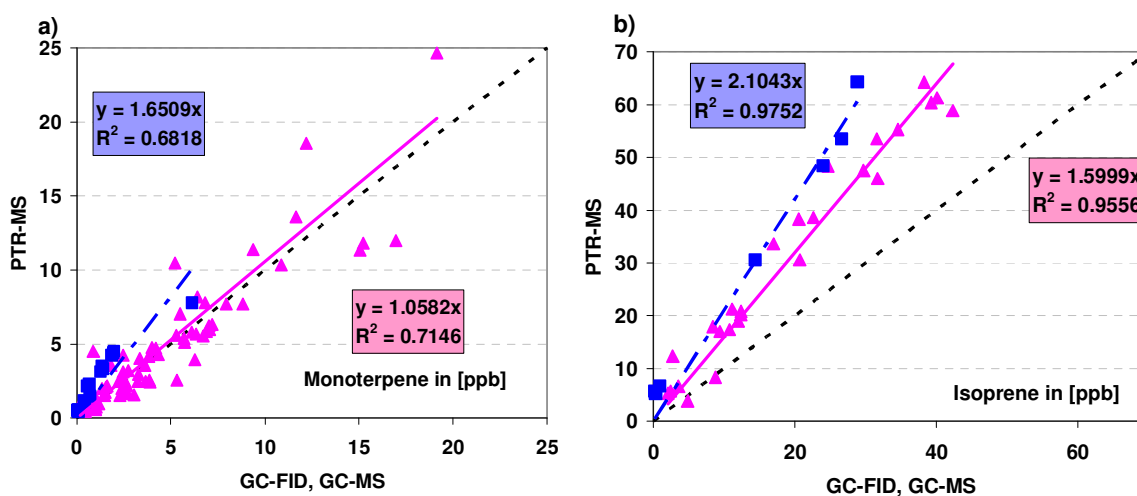 a)
25
20
15
10
5
0
PTR-MS
y = 1.6509x
R² = 0.6818
y = 1.0582x
R² = 0.7146
Monoterpene in [ppb]
0 5 10 15 20 25
GC-FID, GC-MS
b)
70
60
50
40
30
20
10
0
PTR-MS
y = 2.1043x
R² = 0.9752
y = 1.5999x
R² = 0.9556
Isoprene in [ppb]
0 20 40 60
GC-FID, GC-MS